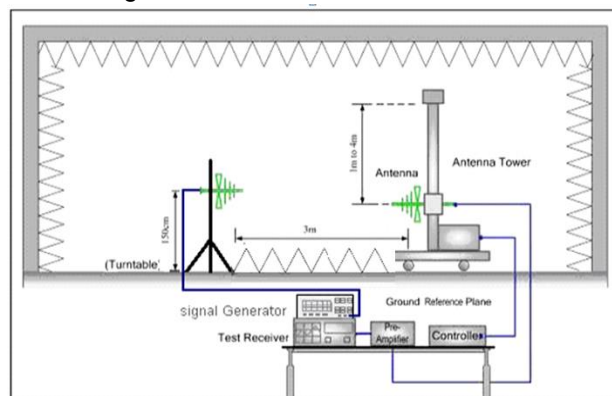 1m to 4m
Antenna Tower
Antenna
150cm
3m
(Turntable)
Ground Reference Plane
signal Generator
Test Receiver
Pre-
Amplifier
Controller